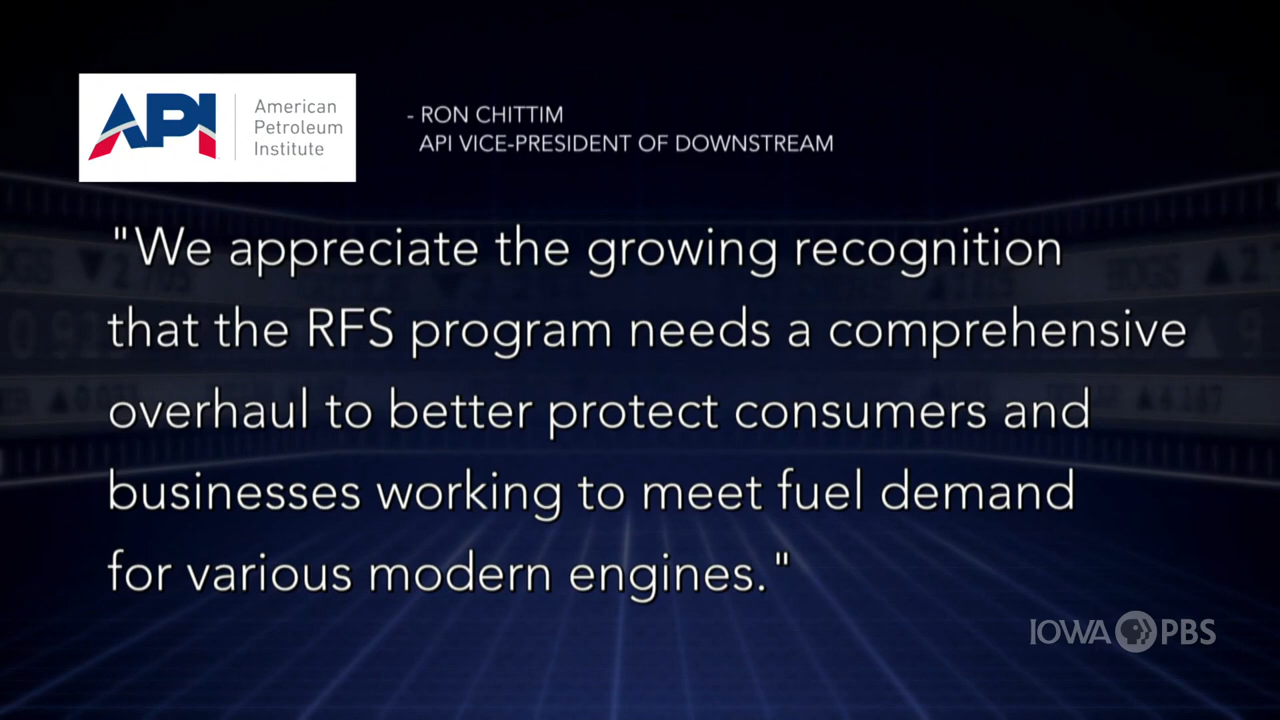 API
American
Petroleum
Institute
- RON CHITTIM
API VICE-PRESIDENT OF DOWNSTREAM
"We appreciate the growing recognition
that the RFS program needs a comprehensive
overhaul to better protect consumers and
businesses working to meet fuel demand
for various modern engines."
IOWA PBS